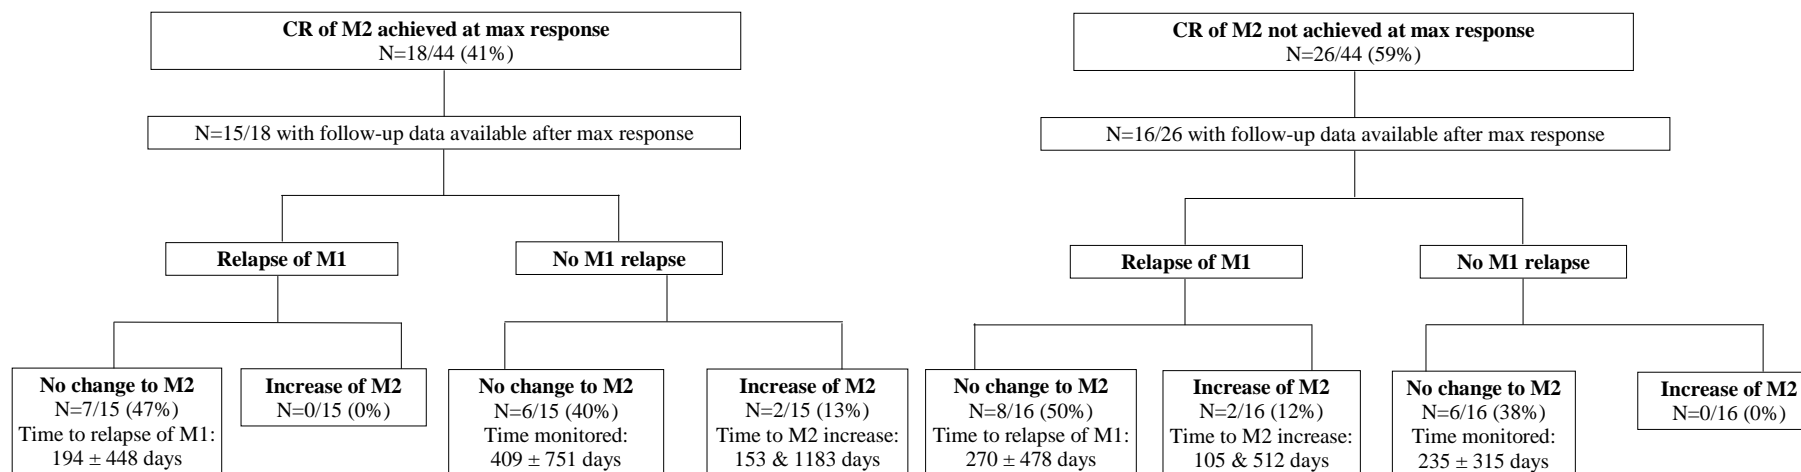 CR of M2 achieved at max response
N=18/44 (41%)
N=15/18 with follow-up data available after max response
Relapse of M1
No M1 relapse
No change to M2
N=7/15 (47%)
Time to relapse of M1:
194 ± 448 days
Increase of M2
N=0/15 (0%)
No change to M2
N=6/15 (40%)
Time monitored:
409 ± 751 days
Increase of M2
N=2/15 (13%)
Time to M2 increase:
153 & 1183 days
CR of M2 not achieved at max response
N=26/44 (59%)
N=16/26 with follow-up data available after max response
Relapse of M1
No M1 relapse
No change to M2
N=8/16 (50%)
Time to relapse of M1:
270 ± 478 days
Increase of M2
N=2/16 (12%)
Time to M2 increase:
105 & 512 days
No change to M2
N=6/16 (38%)
Time monitored:
235 ± 315 days
Increase of M2
N=0/16 (0%)